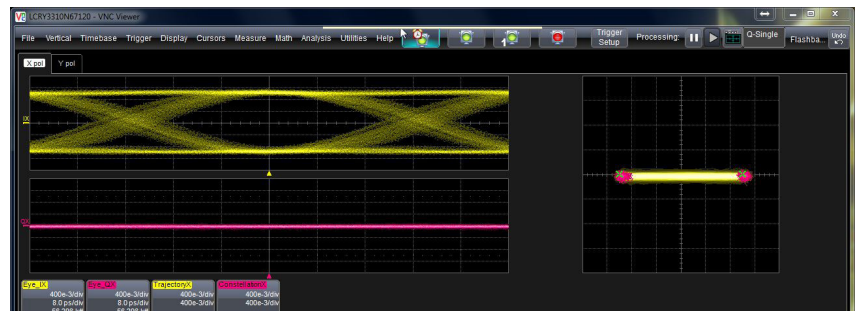 LCRY3310N67120 - VNC Viewer
File Vertical Timebase Trigger Display Cursors Measure Math Analysis Utilities Help
Trigger Setup
Processing:
Q-Single
Flashba...
Undo
X pol Y pol
IX
QX
Eye_IX Eye_QX TrajectoryX
400e-3/div 400e-3/div 400e-3/div 400e-3/div
8.0 ps/div 8.0 ps/div 400e-3/div 400e-3/div